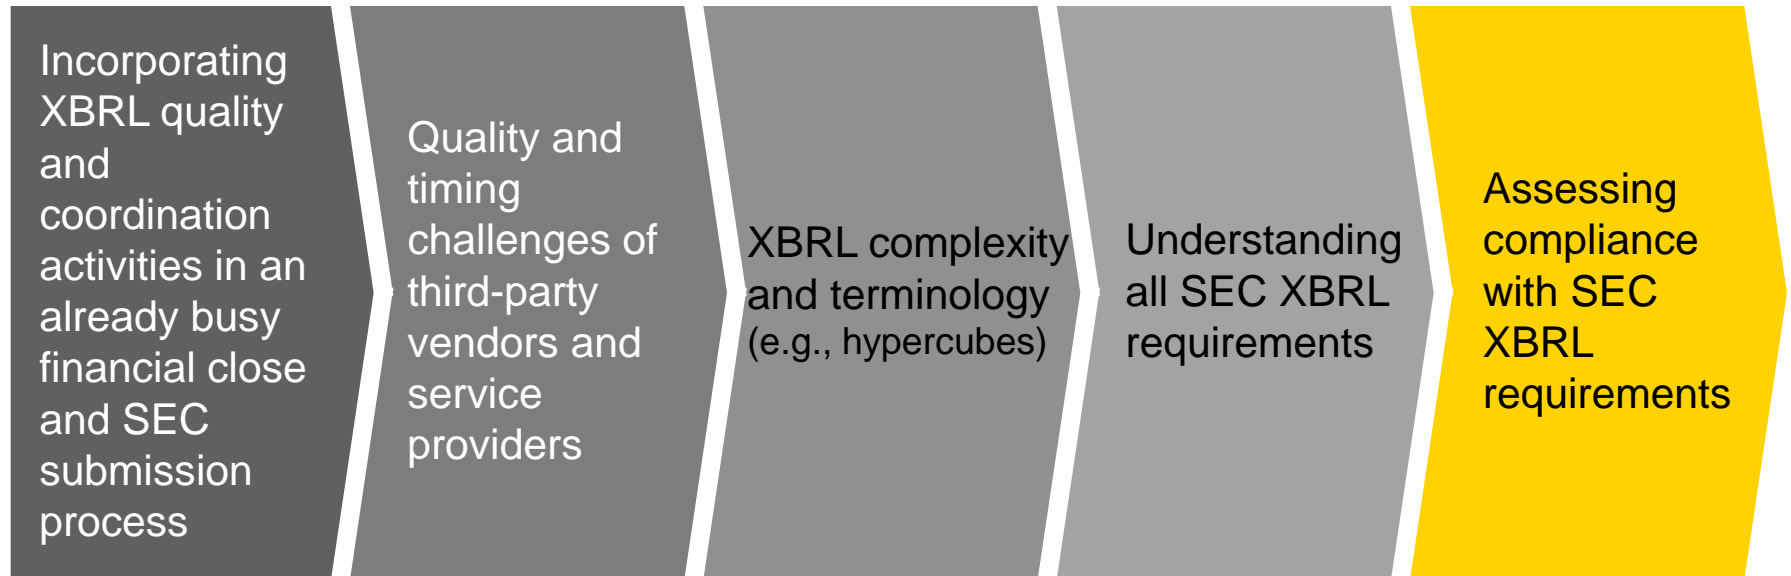 Incorporating
XBRL quality
and
coordination
activities in an
already busy
financial close
and SEC
submission
process
Quality and
timing
challenges of
third-party
vendors and
service
providers
XBRL complexity
and terminology
(e.g., hypercubes)
Understanding
all SEC XBRL
requirements
Assessing
compliance
with SEC
XBRL
requirements